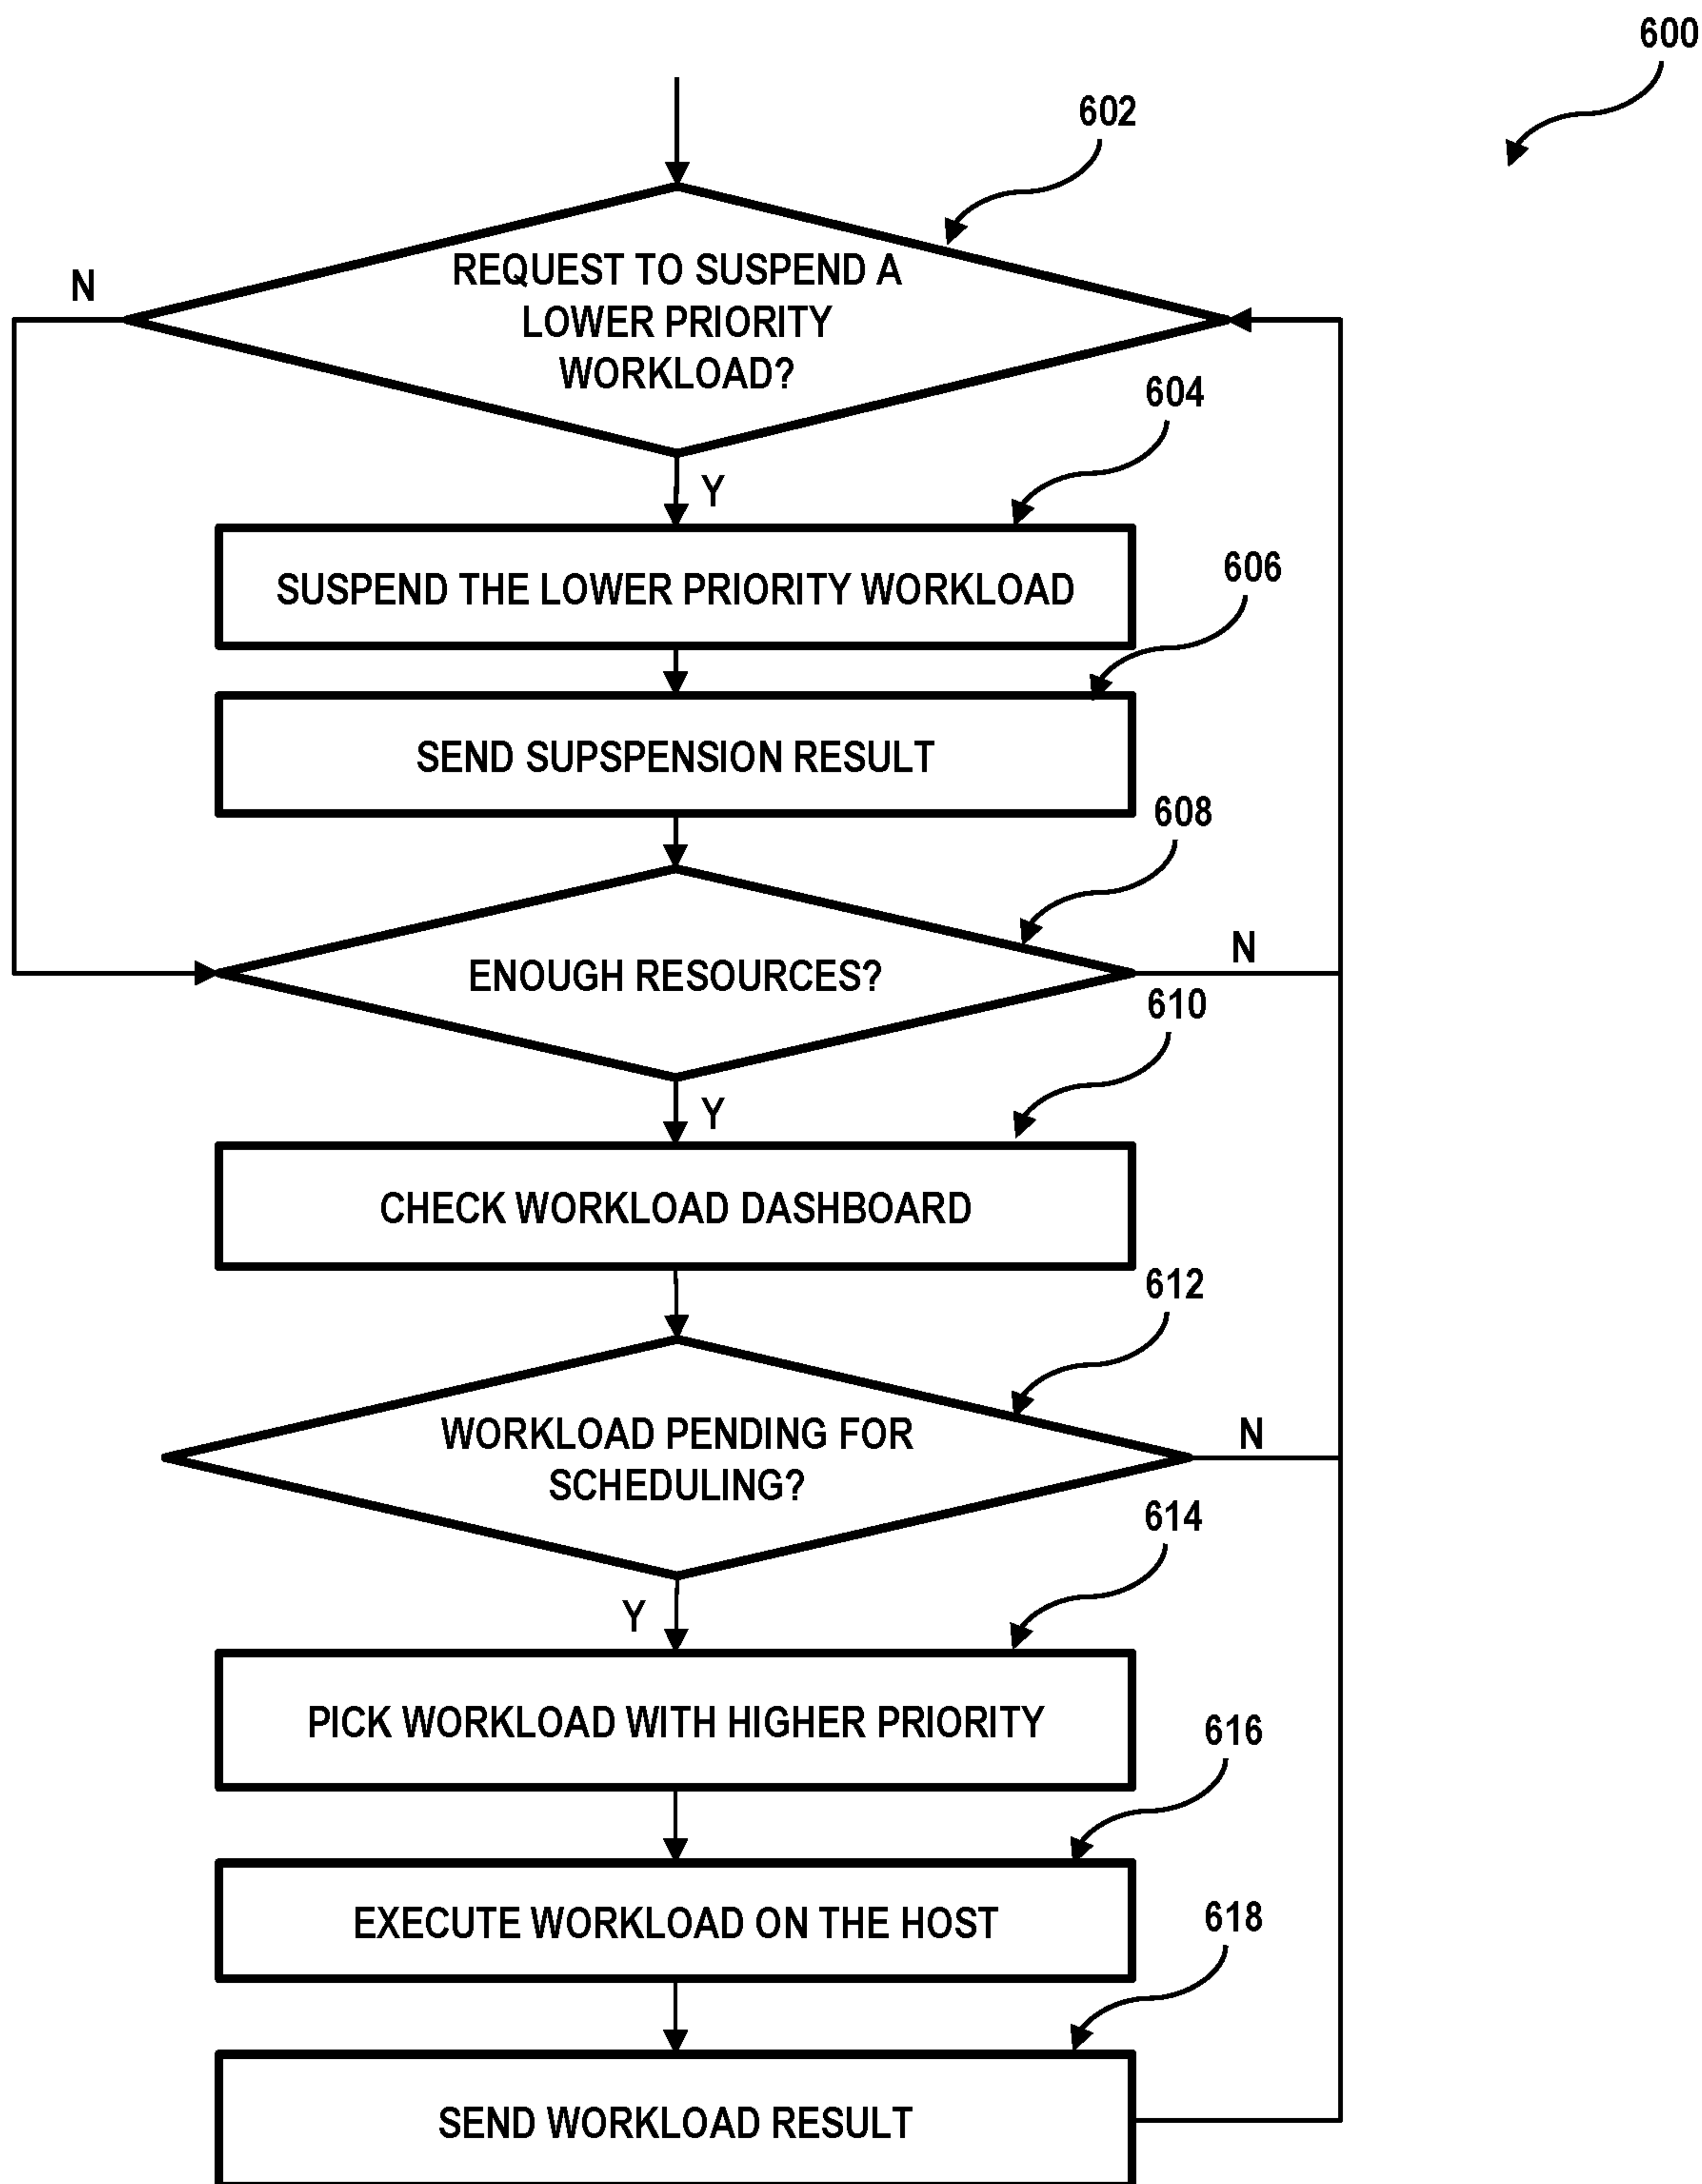 600
602
N
REQUEST TO SUSPEND A
LOWER PRIORITY
WORKLOAD?
604
Y
SUSPEND THE LOWER PRIORITY WORKLOAD
606
SEND SUPSPENSION RESULT
608
ENOUGH RESOURCES?
N
610
Y
CHECK WORKLOAD DASHBOARD
612
WORKLOAD PENDING FOR
SCHEDULING?
N
614
Y
PICK WORKLOAD WITH HIGHER PRIORITY
616
EXECUTE WORKLOAD ON THE HOST
618
SEND WORKLOAD RESULT